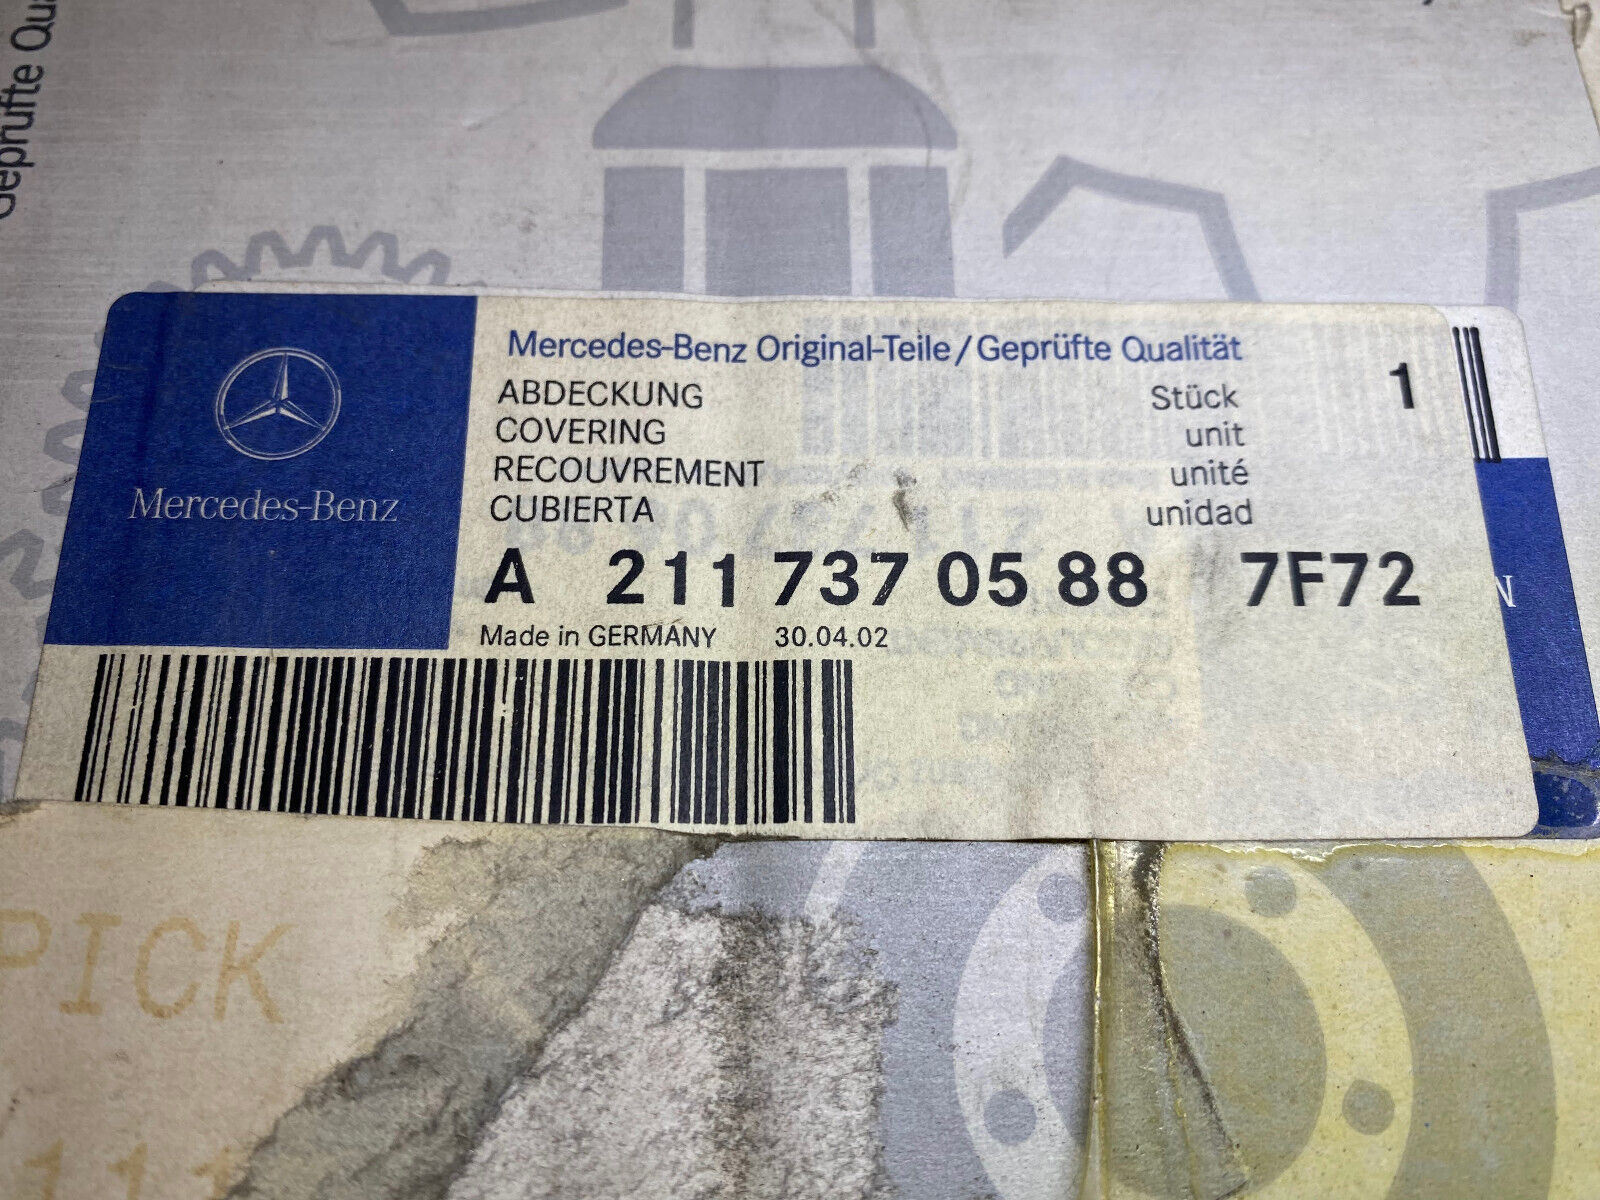 Geprüfte Qua
Mercedes-Benz Original-Teile/Geprüfte Qualität
ABDECKUNG Stück 1
COVERING unit
RECOUVREMENT unité
CUBIERTA unidad
Mercedes-Benz
A 211 737 05 88 7F72
Made in GERMANY 30.04.02
N
PICK
111